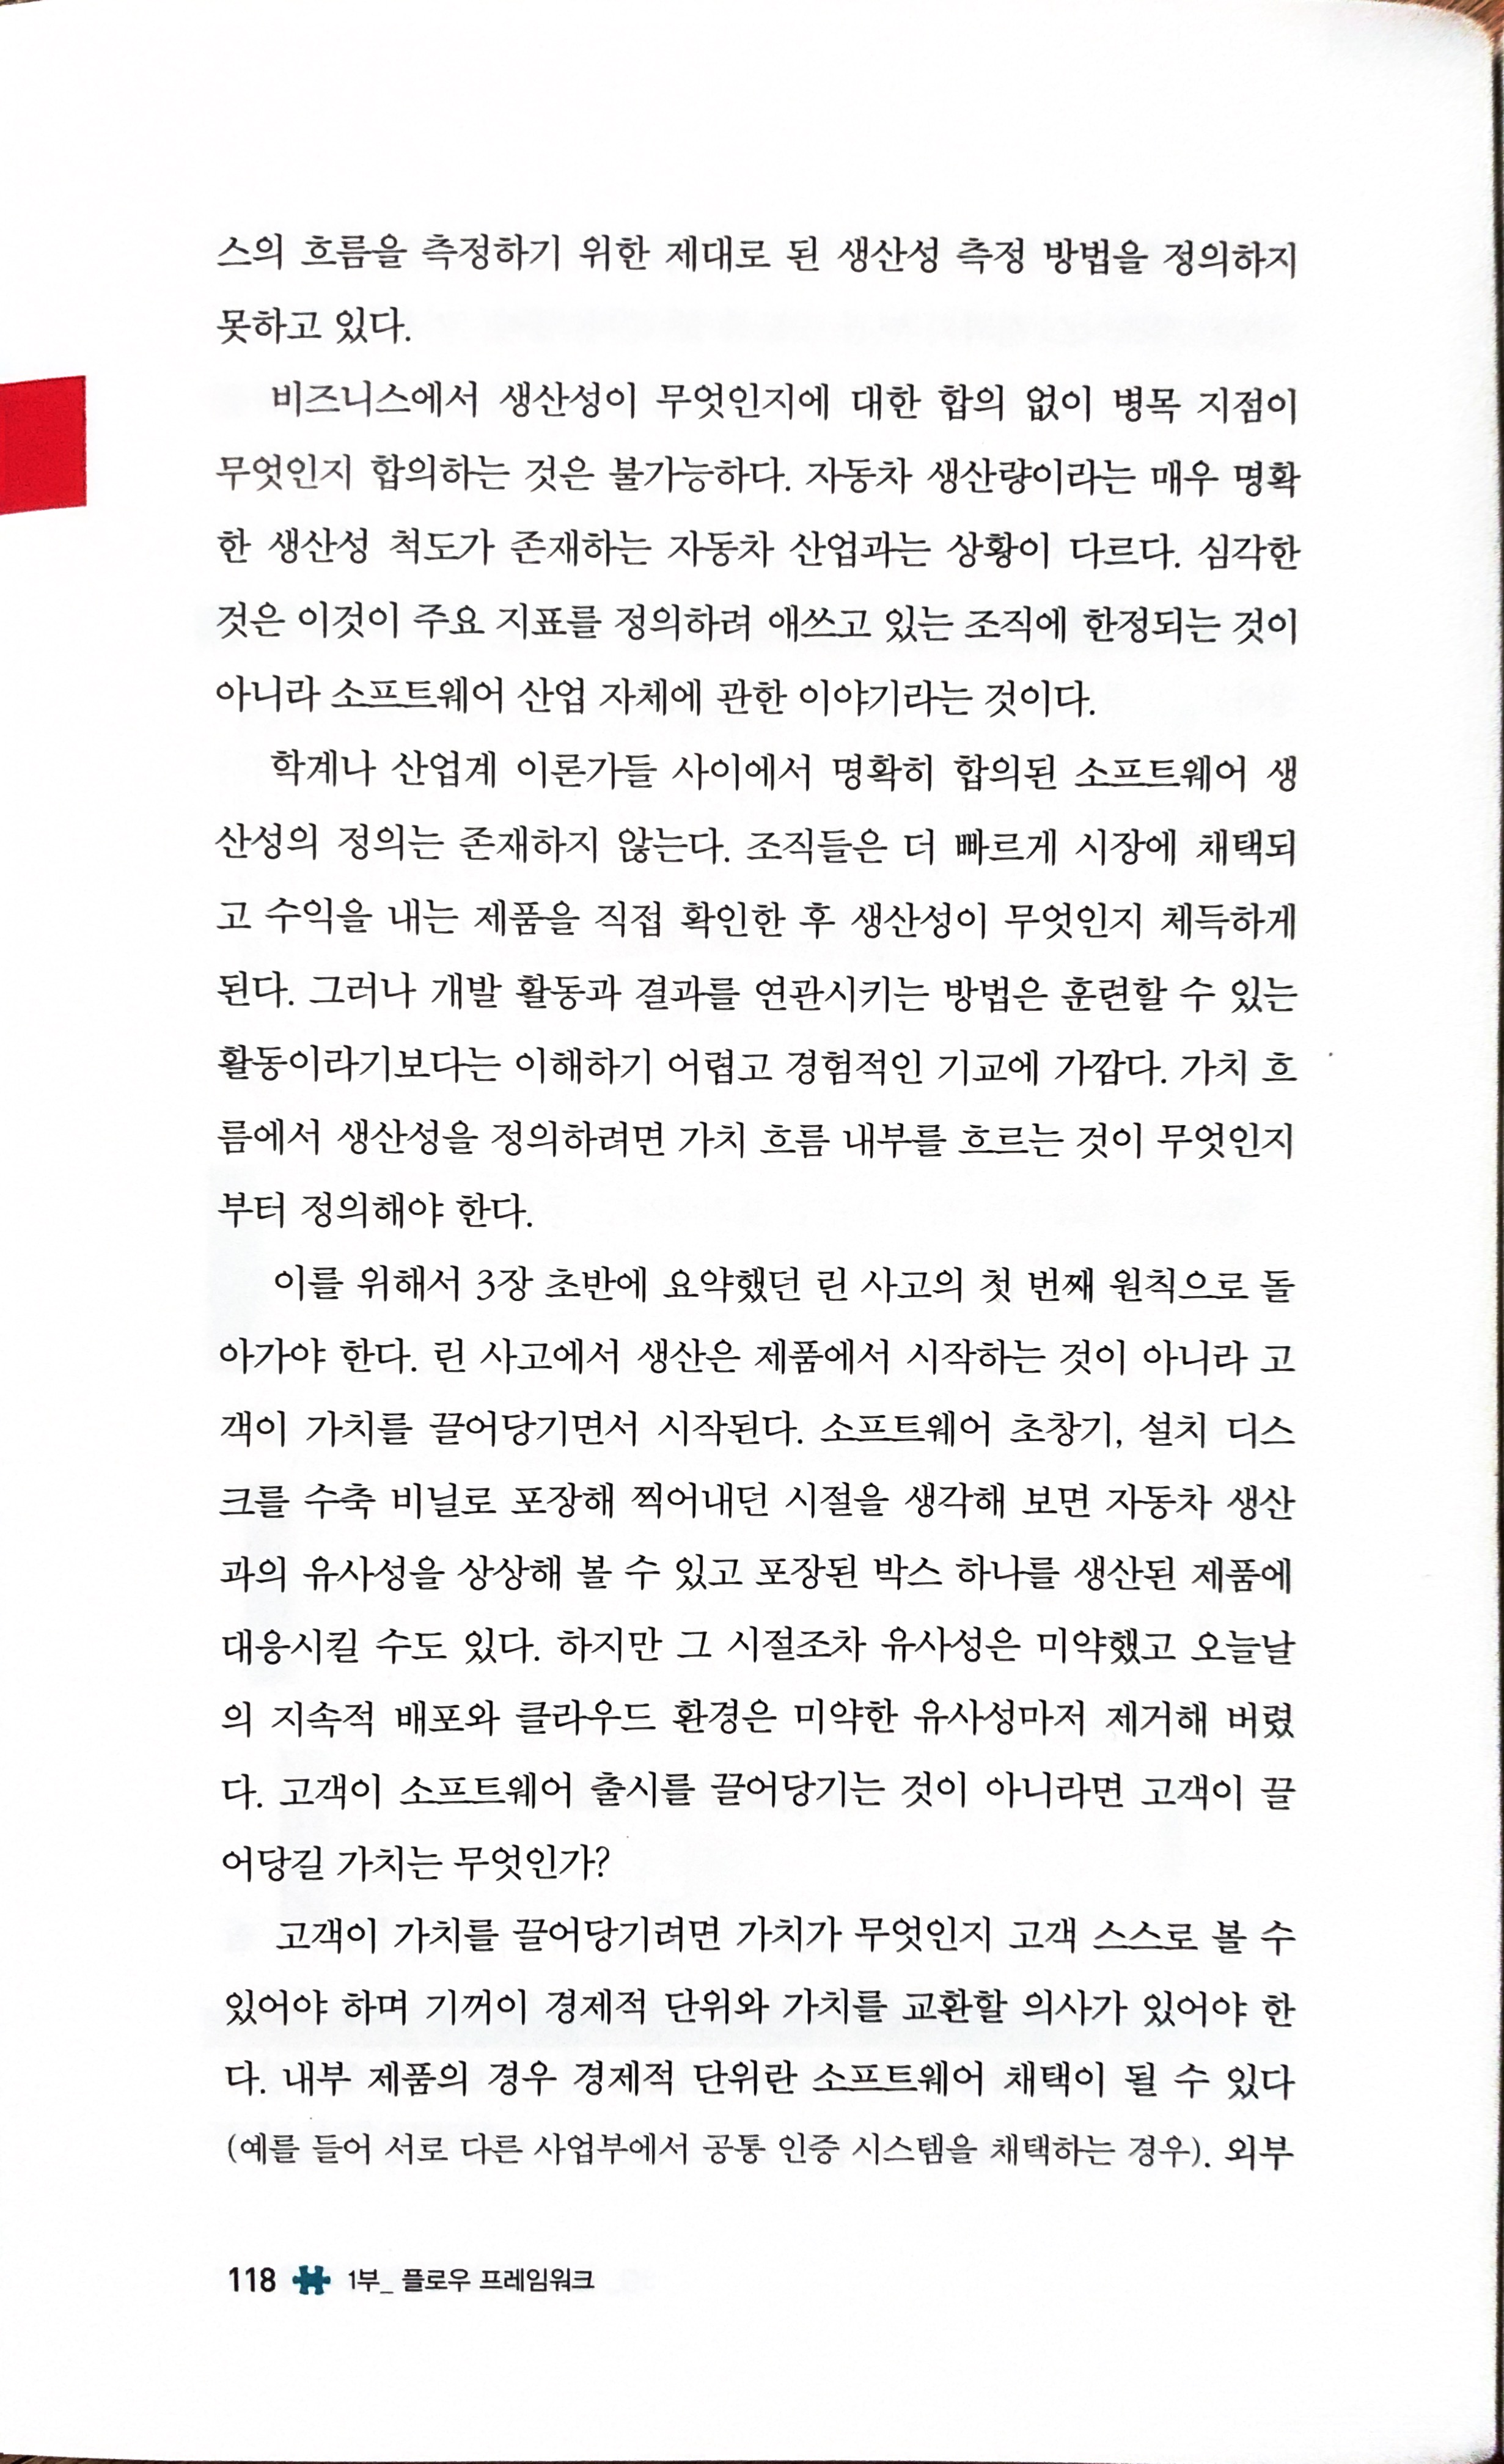 스의 흐름을 측정하기 위한 제대로 된 생산성 측정 방법을 정의하지
못하고 있다.
비즈니스에서 생산성이 무엇인지에 대한 합의 없이 병목 지점이
무엇인지 합의하는 것은 불가능하다. 자동차 생산량이라는 매우 명확
한 생산성 척도가 존재하는 자동차 산업과는 상황이 다르다. 심각한
것은 이것이 주요 지표를 정의하려 애쓰고 있는 조직에 한정되는 것이
아니라 소프트웨어 산업 자체에 관한 이야기라는 것이다.
학계나 산업계 이론가들 사이에서 명확히 합의된 소프트웨어 생
산성의 정의는 존재하지 않는다. 조직들은 더 빠르게 시장에 채택되
고 수익을 내는 제품을 직접 확인한 후 생산성이 무엇인지 체득하게
된다. 그러나 개발 활동과 결과를 연관시키는 방법은 훈련할 수 있는
활동이라기보다는 이해하기 어렵고 경험적인 기교에 가깝다. 가치 흐
름에서 생산성을 정의하려면 가치 흐름 내부를 흐르는 것이 무엇인지
부터 정의해야 한다.
이를 위해서 3장 초반에 요약했던 린 사고의 첫 번째 원칙으로 돌
아가야 한다. 린 사고에서 생산은 제품에서 시작하는 것이 아니라 고
객이 가치를 끌어당기면서 시작된다. 소프트웨어 초창기, 설치 디스
크를 수축 비닐로 포장해 찍어내던 시절을 생각해 보면 자동차 생산
과의 유사성을 상상해 볼 수 있고 포장된 박스 하나를 생산된 제품에
대응시킬 수도 있다. 하지만 그 시절조차 유사성은 미약했고 오늘날
의 지속적 배포와 클라우드 환경은 미약한 유사성마저 제거해 버렸
다. 고객이 소프트웨어 출시를 끌어당기는 것이 아니라면 고객이 끌
어당길 가치는 무엇인가?
고객이 가치를 끌어당기려면 가치가 무엇인지 고객 스스로 볼 수
있어야 하며 기꺼이 경제적 단위와 가치를 교환할 의사가 있어야 한
다. 내부 제품의 경우 경제적 단위란 소프트웨어 채택이 될 수 있다
(예를 들어 서로 다른 사업부에서 공통 인증 시스템을 채택하는 경우). 외부
118 1부_ 플로우 프레임워크